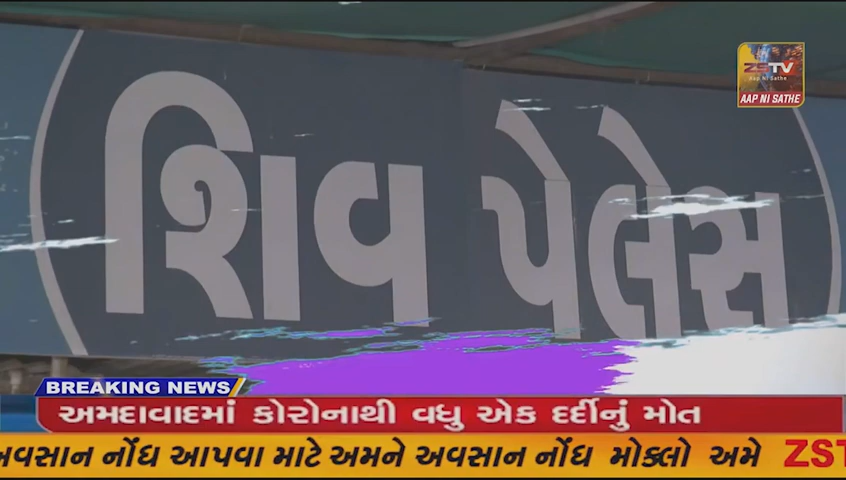 શિવ પેલેસ
ZSTV
Aap Ni Sathe
AAP NI SATHE
BREAKING NEWS
અમદાવાદમાં કોરોનાથી વધુ એક દર્દીનું મોત
અવસાન નોંધ આપવા માટે અમને અવસાન નોંધ મોકલો અમે ZST